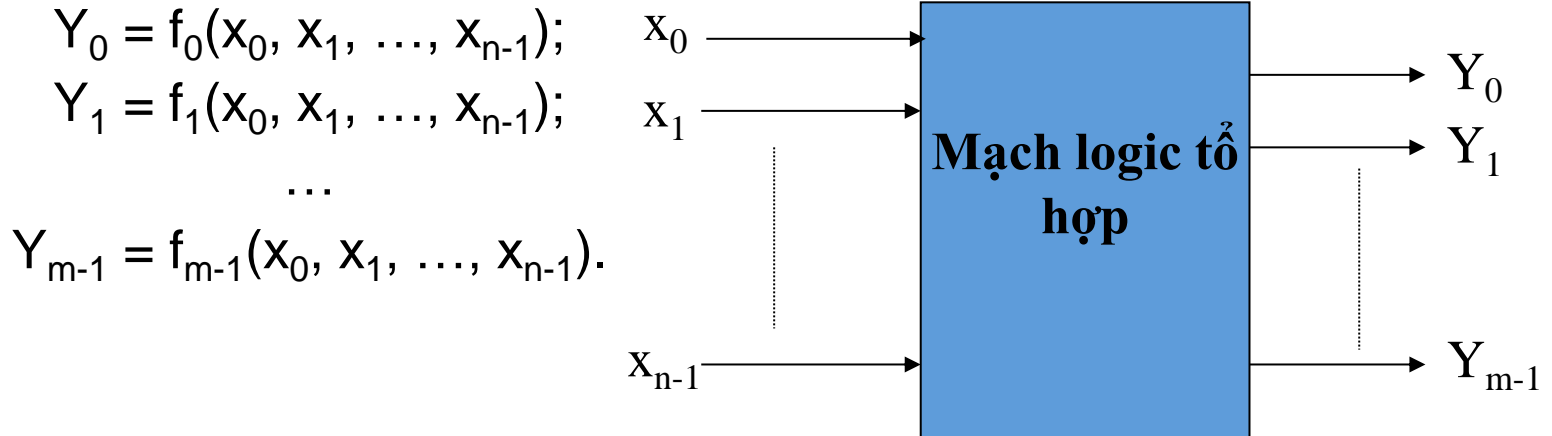 Y₀ = f₀(x₀, x₁, …, xₙ₋₁);
Y₁ = f₁(x₀, x₁, …, xₙ₋₁);
…
Yₘ₋₁ = fₘ₋₁(x₀, x₁, …, xₙ₋₁).
x₀
x₁
xₙ₋₁
Mạch logic tổ
hợp
Y₀
Y₁
Yₘ₋₁